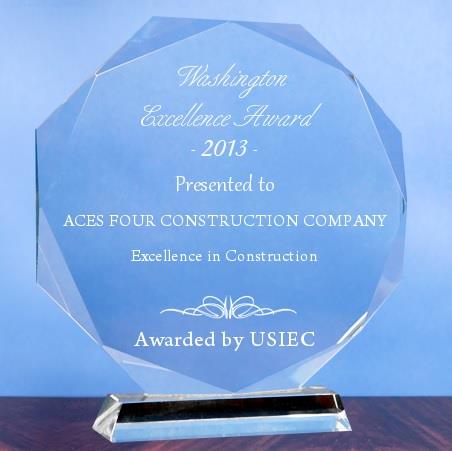 Washington
Excellence Award
- 2013 -
Presented to
ACES FOUR CONSTRUCTION COMPANY
Excellence in Construction
Awarded by USIEC